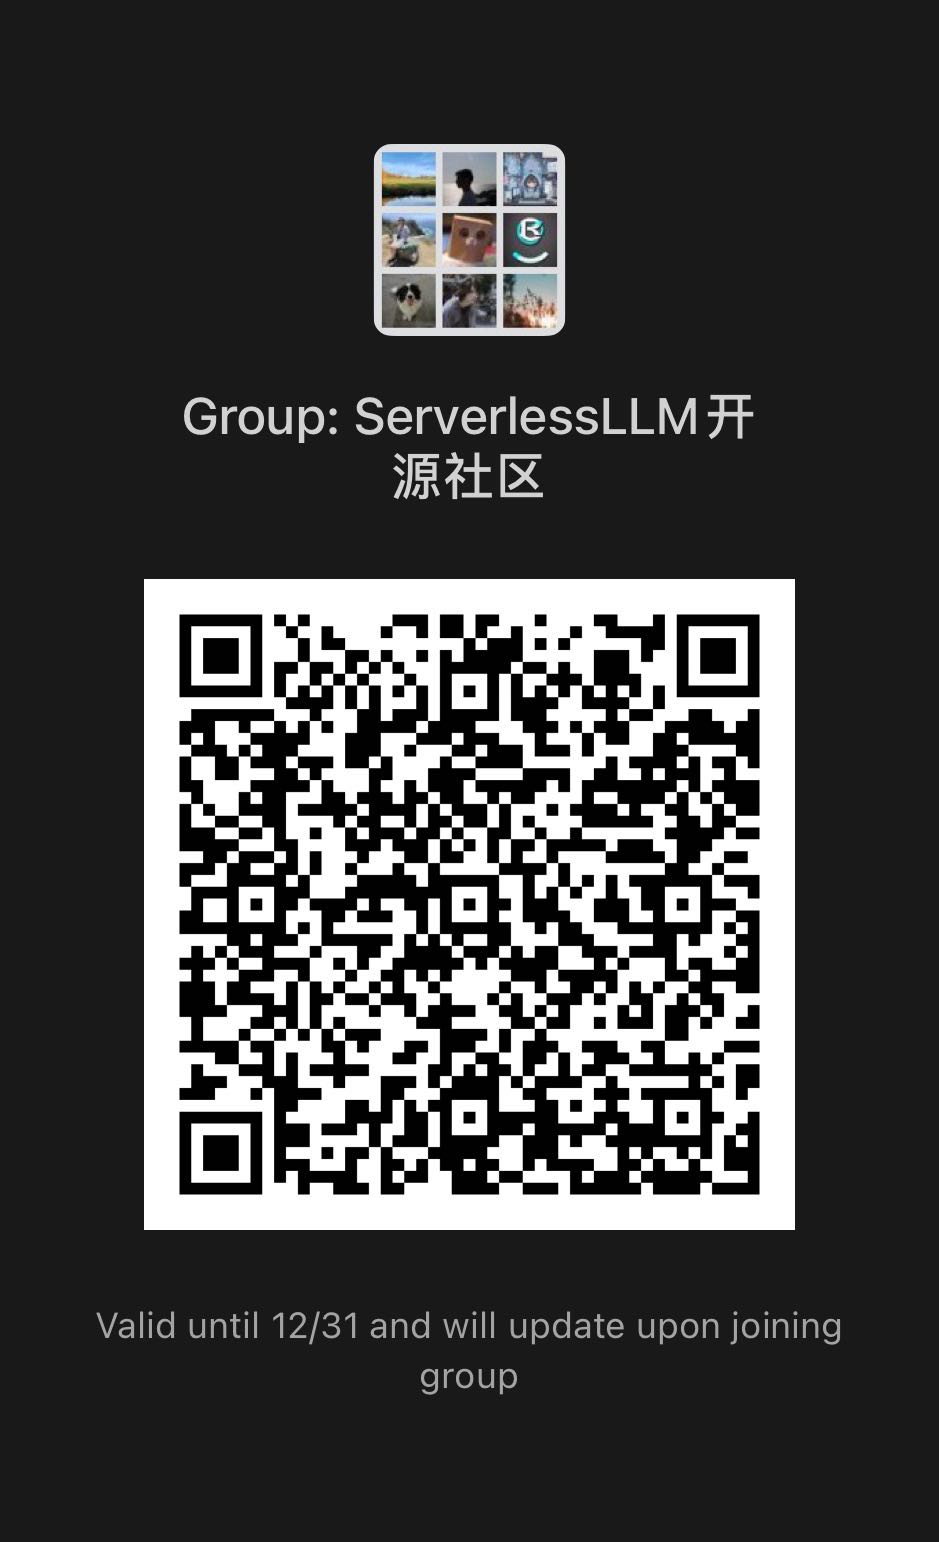 Group: ServerlessLLM开
源社区
Valid until 12/31 and will update upon joining
group